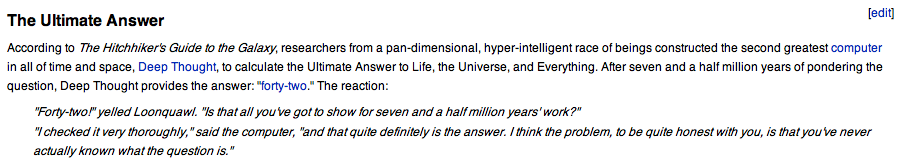 The Ultimate Answer
[edit]
According to The Hitchhiker's Guide to the Galaxy, researchers from a pan-dimensional, hyper-intelligent race of beings constructed the second greatest computer
in all of time and space, Deep Thought, to calculate the Ultimate Answer to Life, the Universe, and Everything. After seven and a half million years of pondering the
question, Deep Thought provides the answer: "forty-two." The reaction:
"Forty-two!" yelled Loonquawl. "Is that all you've got to show for seven and a half million years' work?"
"I checked it very thoroughly," said the computer, "and that quite definitely is the answer. I think the problem, to be quite honest with you, is that you've never
actually known what the question is."